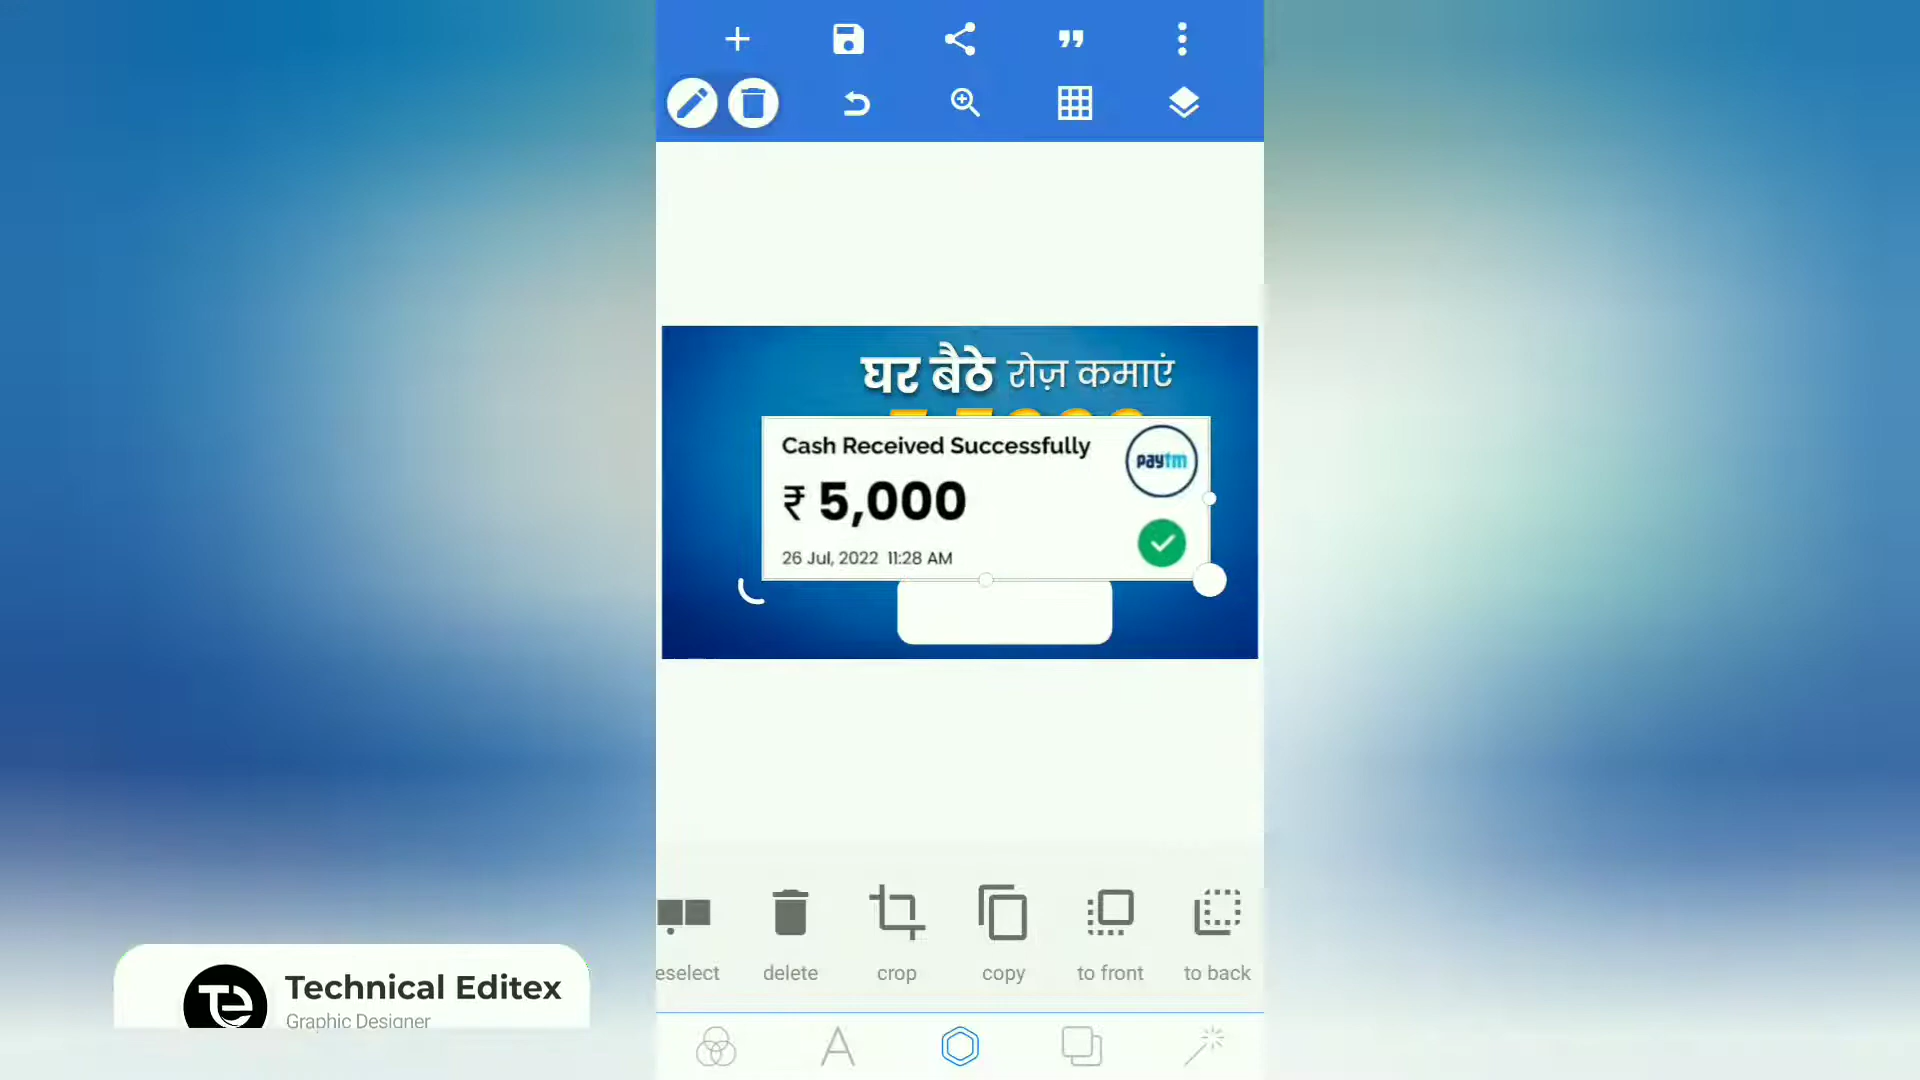 घर बैठे रोज़ कमाएं
Cash Received Successfully
paytm
₹ 5,000
26 Jul, 2022 11:28 AM
eselect
delete
crop
copy
to front
to back
Technical Editex
Graphic Designer